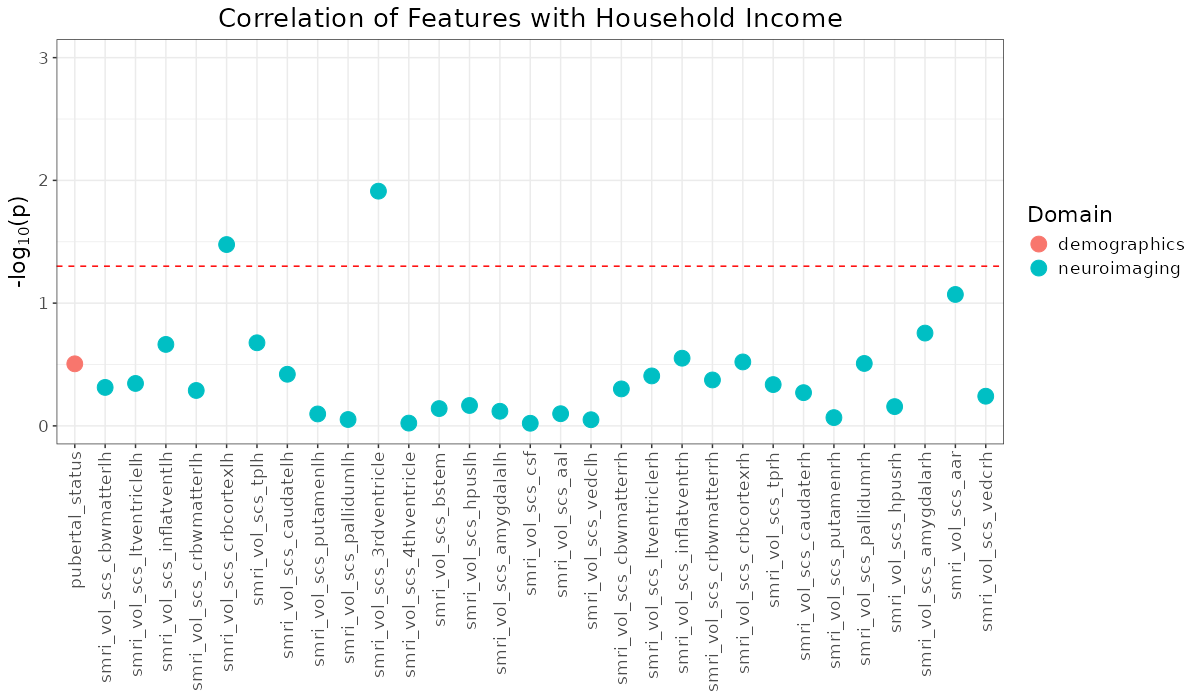 Correlation of Features with Household Income
-log10(p)
3
2
1
0
pubertal_status
smri_vol_scs_cbwmatterlh
smri_vol_scs_ltventriclelh
smri_vol_scs_inflatventlh
smri_vol_scs_crbwmatterlh
smri_vol_scs_crbcortexlh
smri_vol_scs_tplh
smri_vol_scs_caudatelh
smri_vol_scs_putamenlh
smri_vol_scs_pallidumlh
smri_vol_scs_3rdventricle
smri_vol_scs_4thventricle
smri_vol_scs_bstem
smri_vol_scs_hpuslh
smri_vol_scs_amygdalalh
smri_vol_scs_csf
smri_vol_scs_aal
smri_vol_scs_vedclh
smri_vol_scs_cbwmatterrh
smri_vol_scs_ltventriclerh
smri_vol_scs_inflatventrh
smri_vol_scs_crbwmatterrh
smri_vol_scs_crbcortexrh
smri_vol_scs_tprh
smri_vol_scs_caudaterh
smri_vol_scs_putamenrh
smri_vol_scs_pallidumrh
smri_vol_scs_hpusrh
smri_vol_scs_amygdalarh
smri_vol_scs_aar
smri_vol_scs_vedcrh
Domain
demographics
neuroimaging